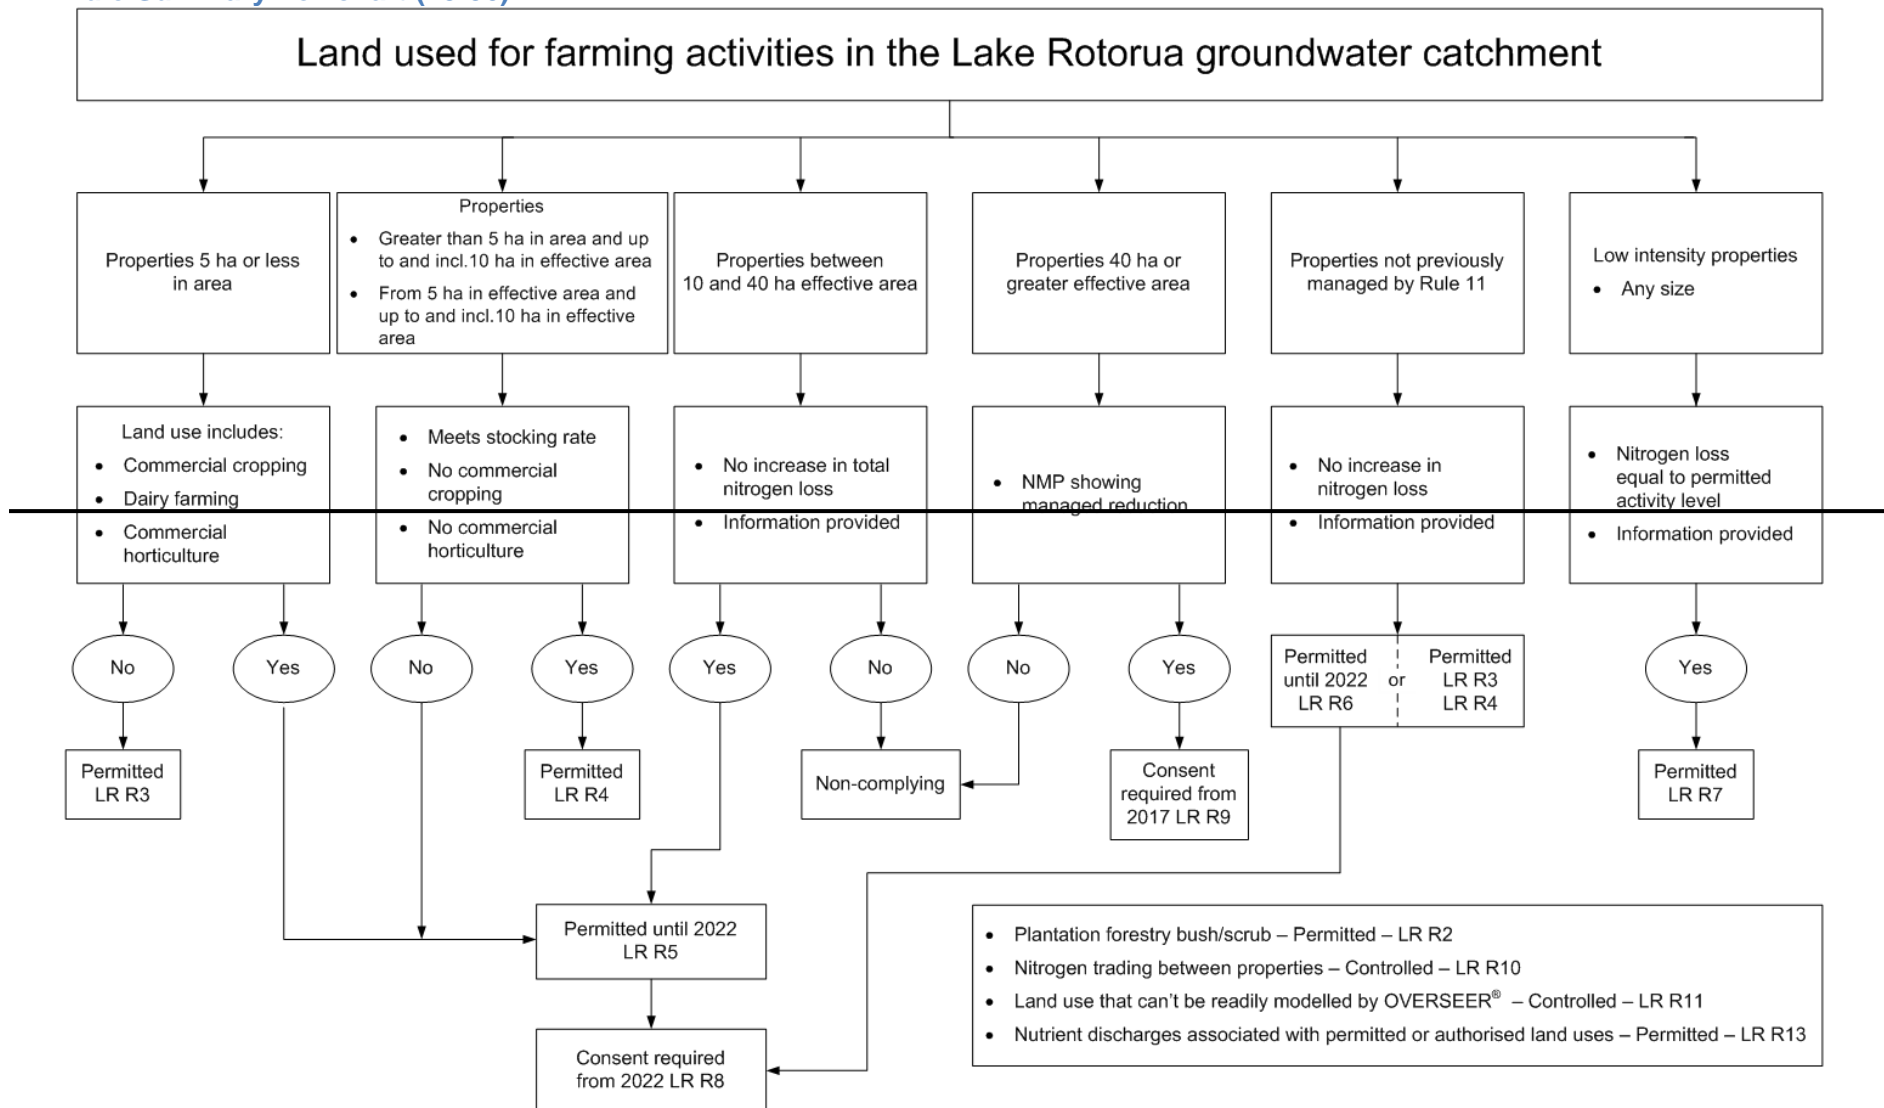 Land used for farming activities in the Lake Rotorua groundwater catchment
Properties 5 ha or less
in area
Properties
• Greater than 5 ha in area and up
to and incl.10 ha in effective area
• From 5 ha in effective area and
up to and incl.10 ha in effective
area
Properties between
10 and 40 ha effective area
Properties 40 ha or
greater effective area
Properties not previously
managed by Rule 11
Low intensity properties
• Any size
Land use includes:
• Commercial cropping
• Dairy farming
• Commercial
horticulture
• Meets stocking rate
• No commercial
cropping
• No commercial
horticulture
• No increase in total
nitrogen loss
• Information provided
• NMP showing
managed reduction
• No increase in
nitrogen loss
• Information provided
• Nitrogen loss
equal to permitted
activity level
• Information provided
No
Yes
No
Yes
Yes
No
No
Yes
Permitted
until 2022
LR R6
or
Permitted
LR R3
LR R4
Yes
Permitted
LR R3
Permitted
LR R4
Non-complying
Consent
required from
2017 LR R9
Permitted
LR R7
Permitted until 2022
LR R5
Consent required
from 2022 LR R8
• Plantation forestry bush/scrub – Permitted – LR R2
• Nitrogen trading between properties – Controlled – LR R10
• Land use that can't be readily modelled by OVERSEER® – Controlled – LR R11
• Nutrient discharges associated with permitted or authorised land uses – Permitted – LR R13